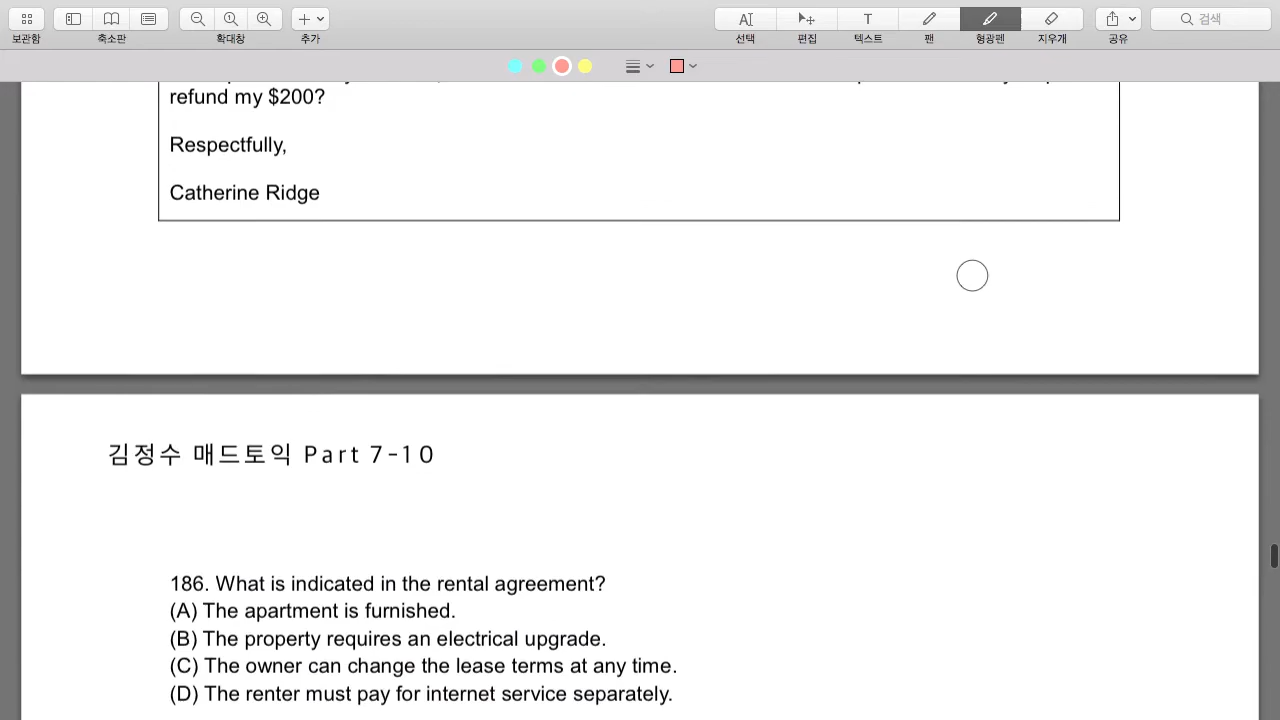 보관함
축소판
확대창
추가
선택
편집
텍스트
펜
형광펜
지우개
공유
검색
refund my $200?
Respectfully,
Catherine Ridge
김정수 매드토익 Part 7-10
186. What is indicated in the rental agreement?
(A) The apartment is furnished.
(B) The property requires an electrical upgrade.
(C) The owner can change the lease terms at any time.
(D) The renter must pay for internet service separately.